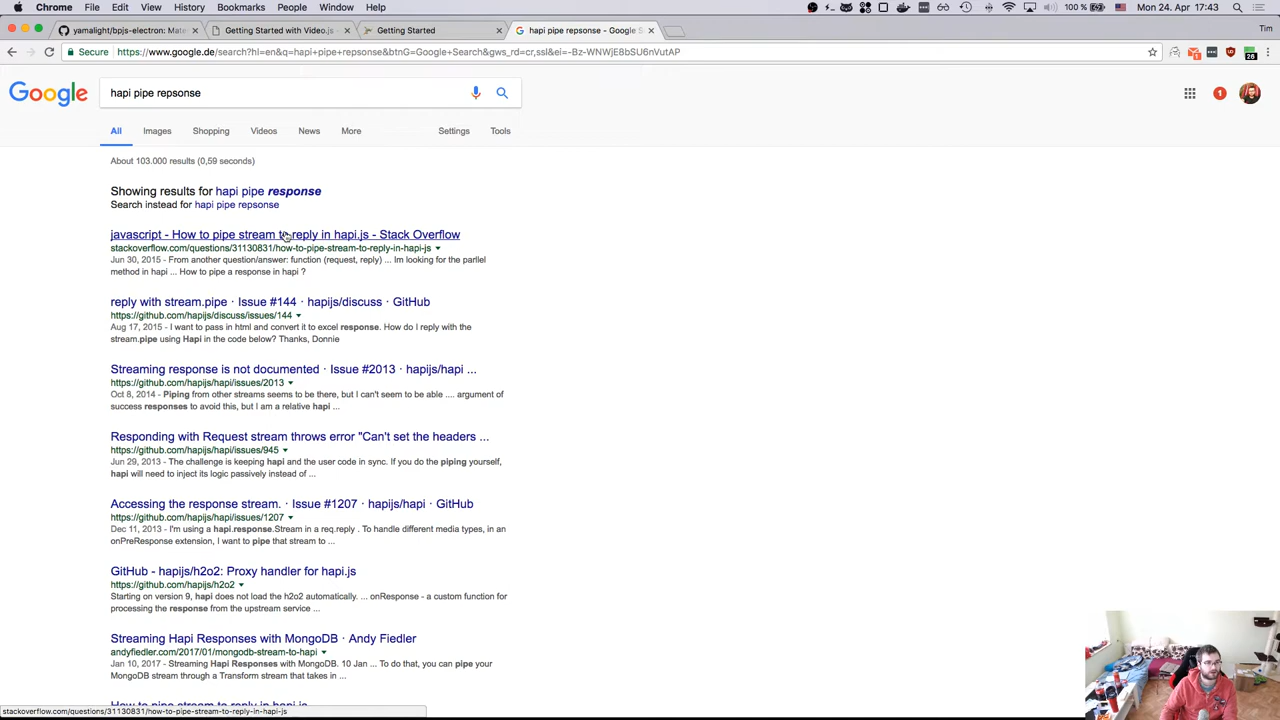 Chrome File Edit View History Bookmarks People Window Help 100 % Mon 24. Apr 17:43
yamalight/bpjs-electron: Mate Getting Started with Video.js Getting Started hapi pipe repsonse - Google S Tim
Secure https://www.google.de/search?hl=en&q=hapi+pipe+repsonse&btnG=Google+Search&gws_rd=cr,ssl&ei=-Bz-WNWjE8bSU6nVutAP
Google hapi pipe repsonse 1
All Images Shopping Videos News More Settings Tools
About 103.000 results (0,59 seconds)
Showing results for hapi pipe response
Search instead for hapi pipe repsonse
javascript - How to pipe stream to reply in hapi.js - Stack Overflow
stackoverflow.com/questions/31130831/how-to-pipe-stream-to-reply-in-hapi-js
Jun 30, 2015 - From another question/answer: function (request, reply) ... Im looking for the parllel
method in hapi ... How to pipe a response in hapi ?
reply with stream.pipe · Issue #144 · hapijs/discuss · GitHub
https://github.com/hapijs/discuss/issues/144
Aug 17, 2015 - I want to pass in html and convert it to excel response. How do I reply with the
stream.pipe using Hapi in the code below? Thanks, Donnie
Streaming response is not documented · Issue #2013 · hapijs/hapi ...
https://github.com/hapijs/hapi/issues/2013
Oct 8, 2014 - Piping from other streams seems to be there, but I can't seem to be able .... argument of
success responses to avoid this, but I am a relative hapi ...
Responding with Request stream throws error "Can't set the headers ...
https://github.com/hapijs/hapi/issues/945
Jun 29, 2013 - The challenge is keeping hapi and the user code in sync. If you do the piping yourself,
hapi will need to inject its logic passively instead of ...
Accessing the response stream. · Issue #1207 · hapijs/hapi · GitHub
https://github.com/hapijs/hapi/issues/1207
Dec 11, 2013 - I'm using a hapi.response.Stream in a req.reply . To handle different media types, in an
onPreResponse extension, I want to pipe that stream to ...
GitHub - hapijs/h2o2: Proxy handler for hapi.js
https://github.com/hapijs/h2o2
Starting on version 9, hapi does not load the h2o2 automatically. ... onResponse - a custom function for
processing the response from the upstream service ...
Streaming Hapi Responses with MongoDB · Andy Fiedler
andyfiedler.com/2017/01/mongodb-stream-to-hapi
Jan 10, 2017 - Streaming Hapi Responses with MongoDB. 10 Jan ... To do that, you can pipe your
MongoDB stream through a Transform stream that takes in ...
How to pipe stream to reply in hapi.js
stackoverflow.com/questions/31130831/how-to-pipe-stream-to-reply-in-hapi-js